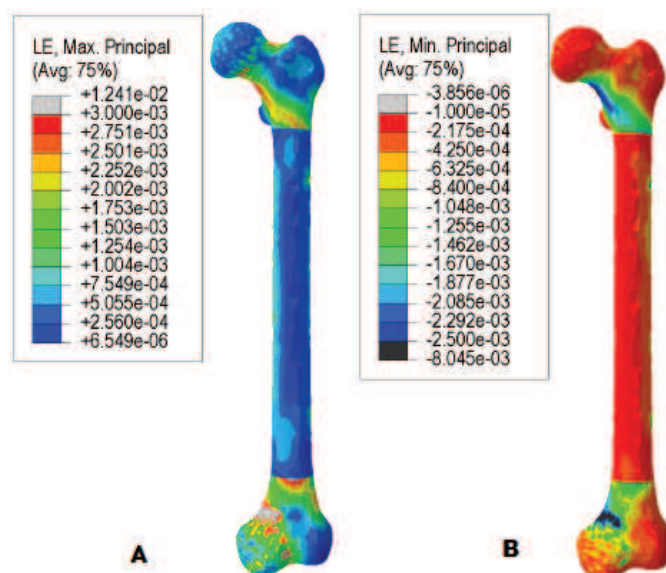 LE, Max. Principal
(Avg: 75%)
+1.241e-02
+3.000e-03
+2.751e-03
+2.501e-03
+2.252e-03
+2.002e-03
+1.753e-03
+1.503e-03
+1.254e-03
+1.004e-03
+7.549e-04
+5.055e-04
+2.560e-04
+6.549e-06
A
LE, Min. Principal
(Avg: 75%)
-3.856e-06
-1.000e-05
-2.175e-04
-4.250e-04
-6.325e-04
-8.400e-04
-1.048e-03
-1.255e-03
-1.462e-03
-1.670e-03
-1.877e-03
-2.085e-03
-2.292e-03
-2.500e-03
-8.045e-03
B